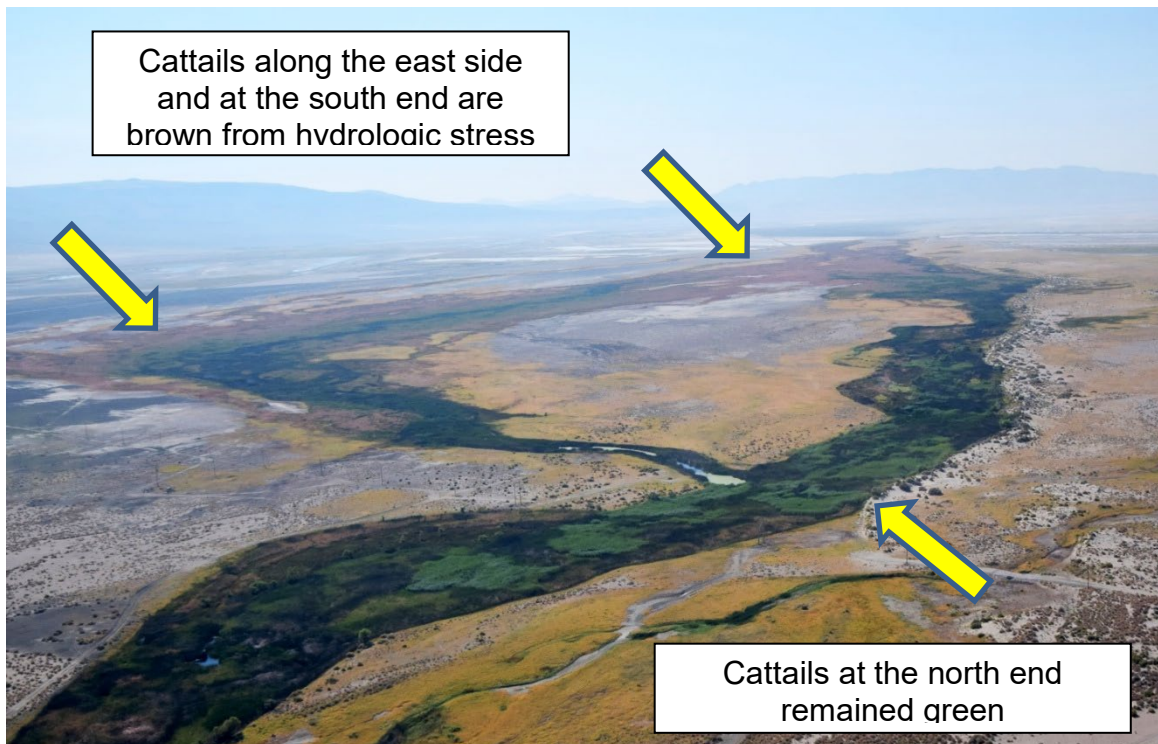 Cattails along the east side
and at the south end are
brown from hydrologic stress
Cattails at the north end
remained green